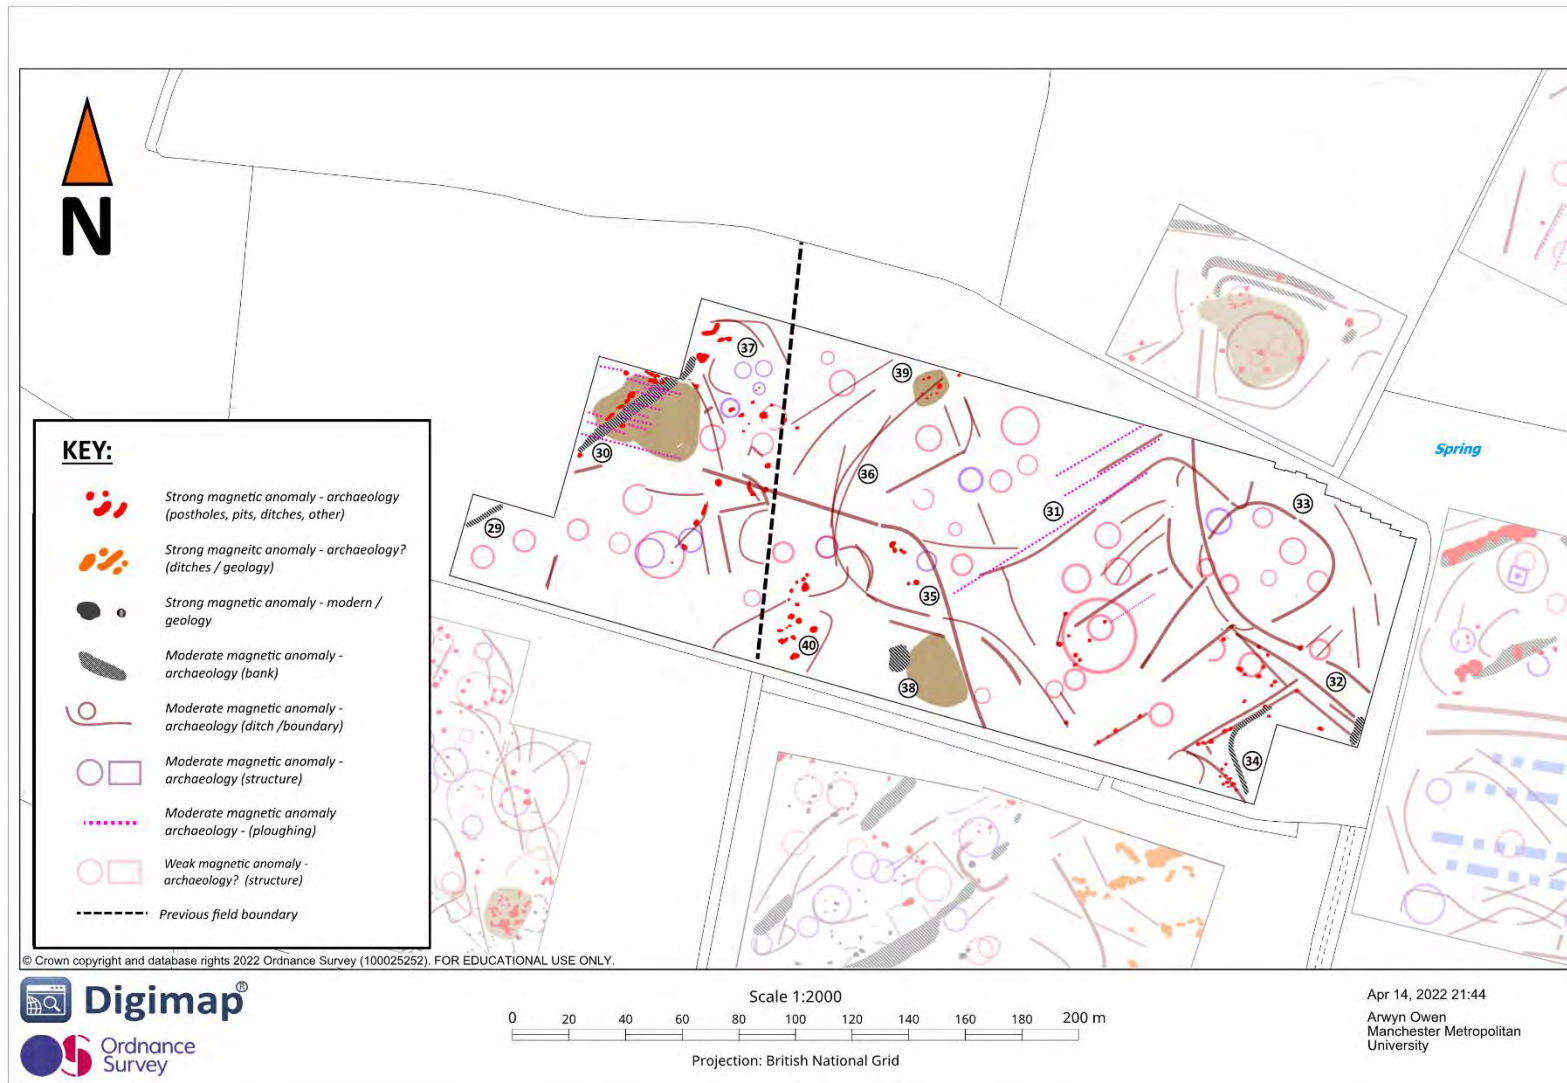 N
KEY:
Strong magnetic anomaly - archaeology
(postholes, pits, ditches, other)
Strong magneitc anomaly - archaeology?
(ditches / geology)
Strong magnetic anomaly - modern /
geology
Moderate magnetic anomaly -
archaeology (bank)
Moderate magnetic anomaly -
archaeology (ditch /boundary)
Moderate magnetic anomaly -
archaeology (structure)
Moderate magnetic anomaly
archaeology - (ploughing)
Weak magnetic anomaly -
archaeology? (structure)
Previous field boundary
37
39
30
36
Spring
29
31
33
35
40
38
32
34
© Crown copyright and database rights 2022 Ordnance Survey (100025252). FOR EDUCATIONAL USE ONLY.
Digimap®
Ordnance
Survey
Scale 1:2000
0 20 40 60 80 100 120 140 160 180 200 m
Projection: British National Grid
Apr 14, 2022 21:44
Arwyn Owen
Manchester Metropolitan
University